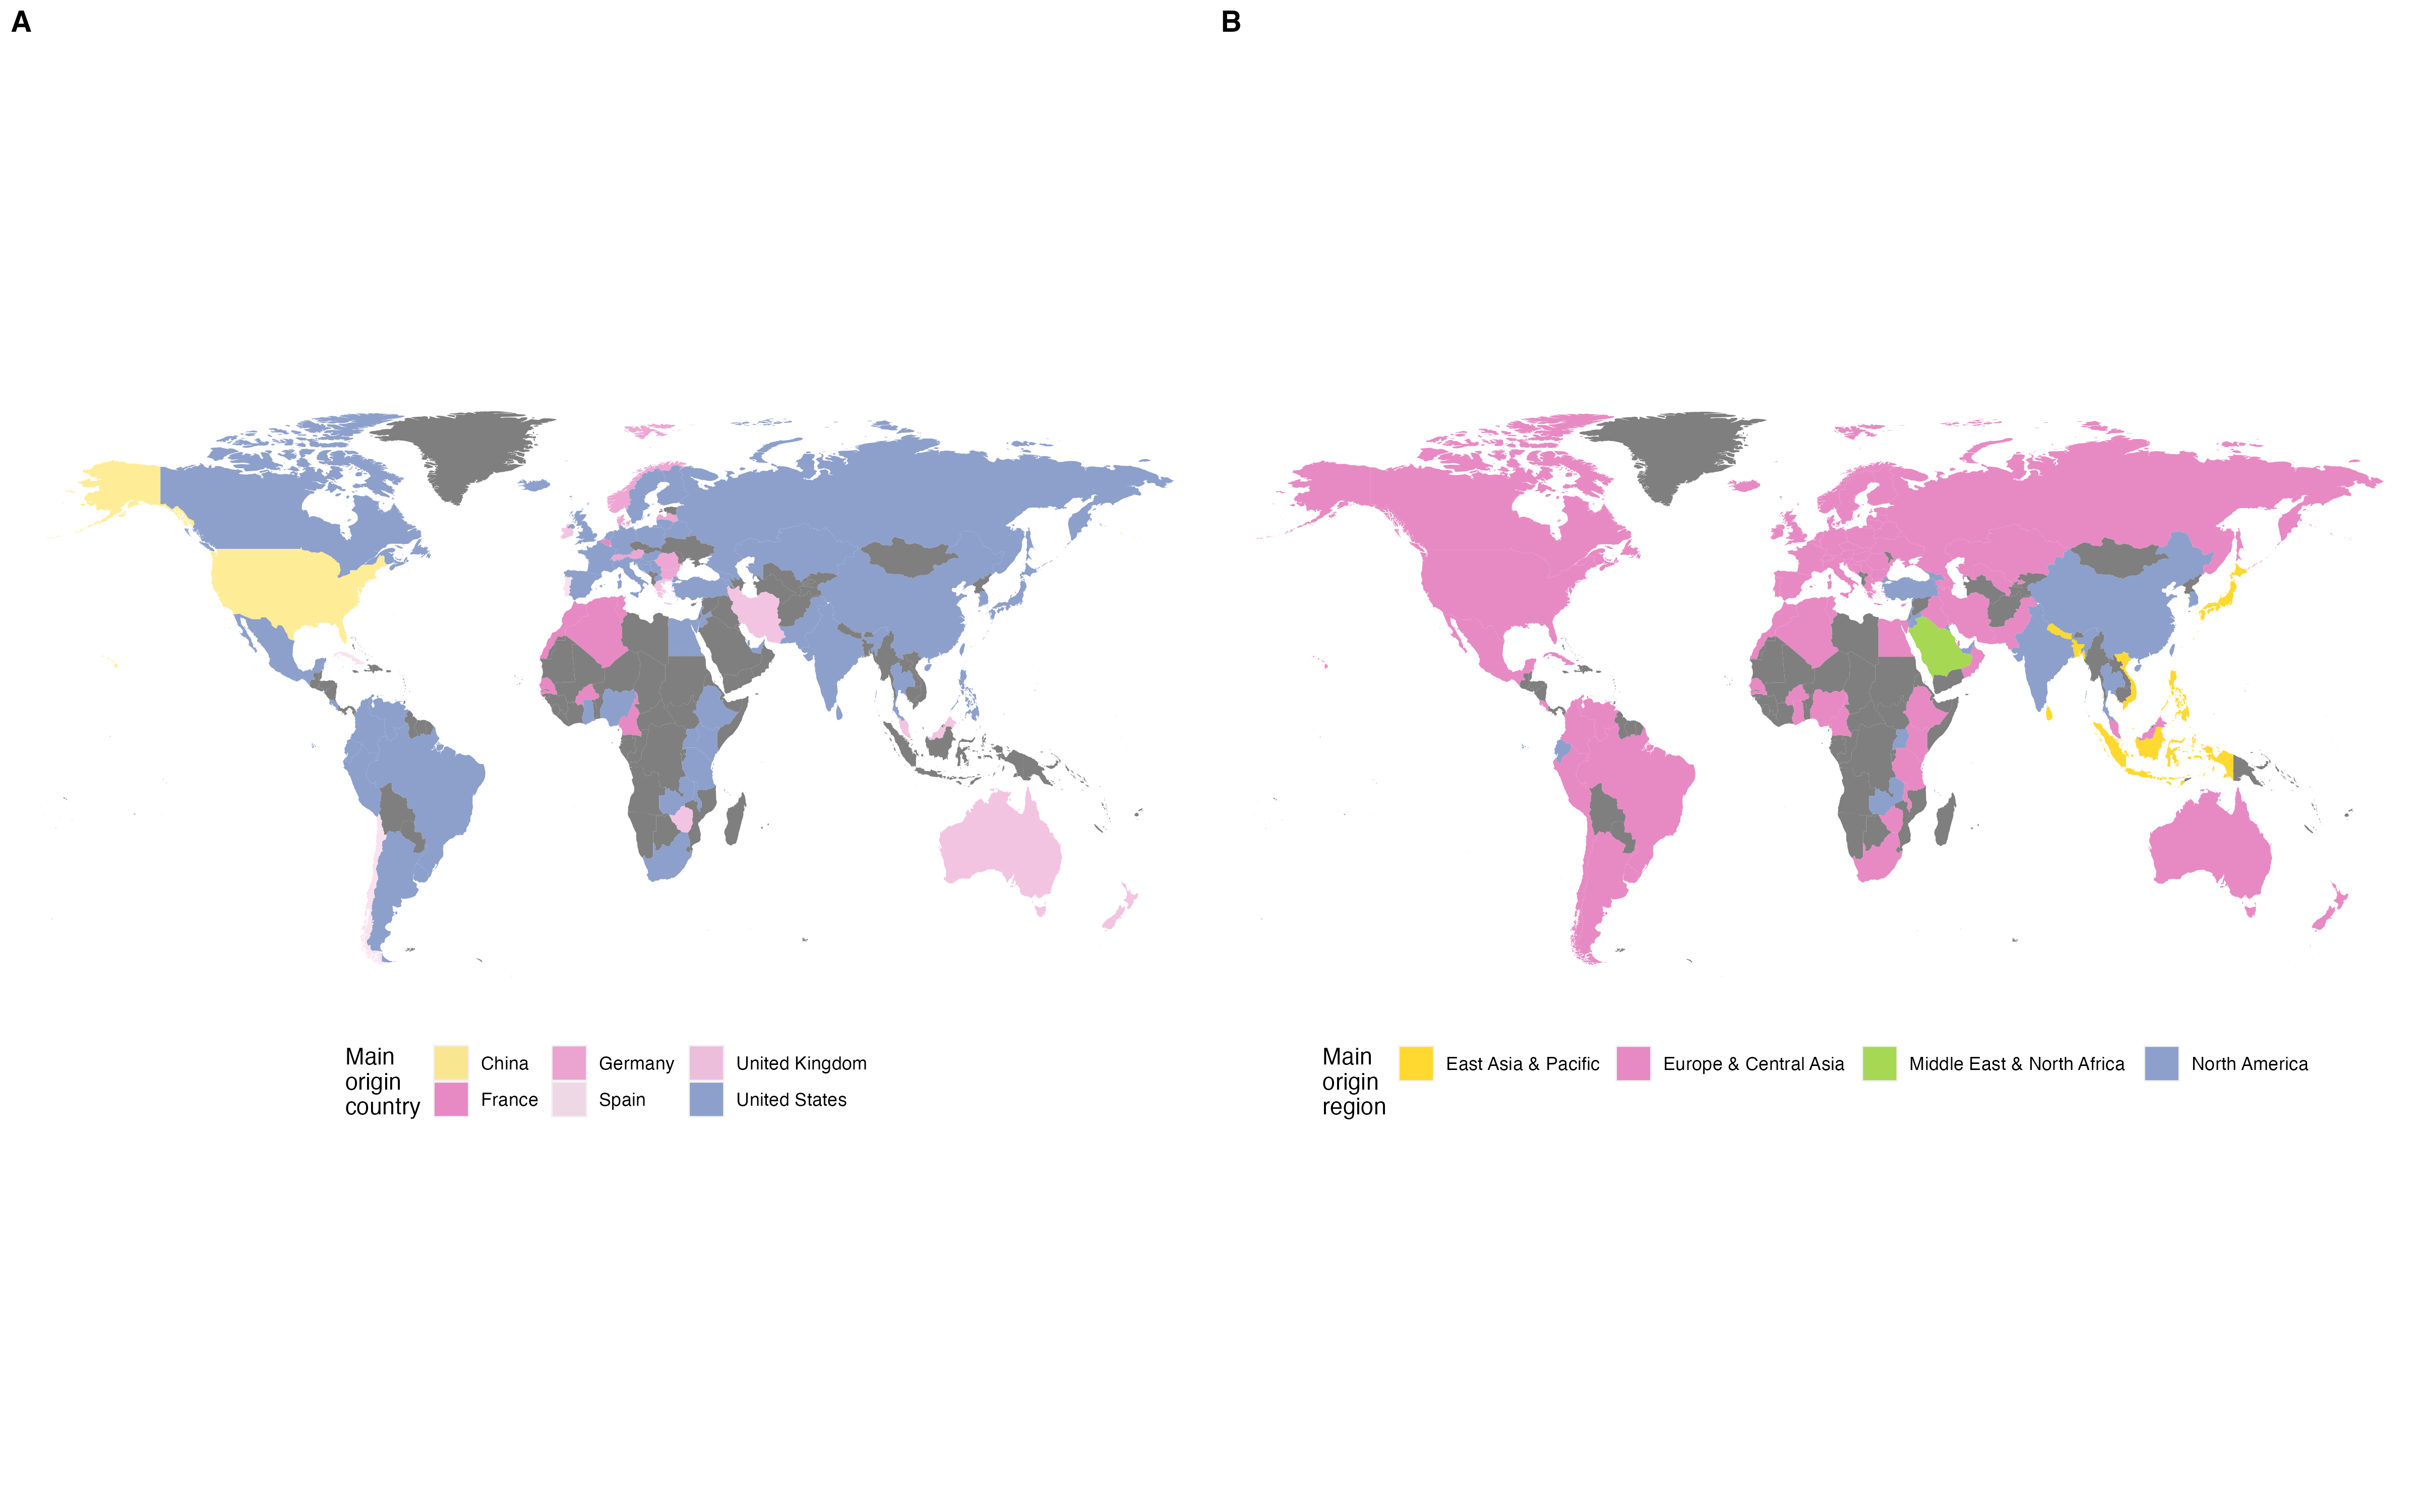 A
B
Main
origin
country
China
Germany
United Kingdom
France
Spain
United States
Main
origin
region
East Asia & Pacific
Europe & Central Asia
Middle East & North Africa
North America